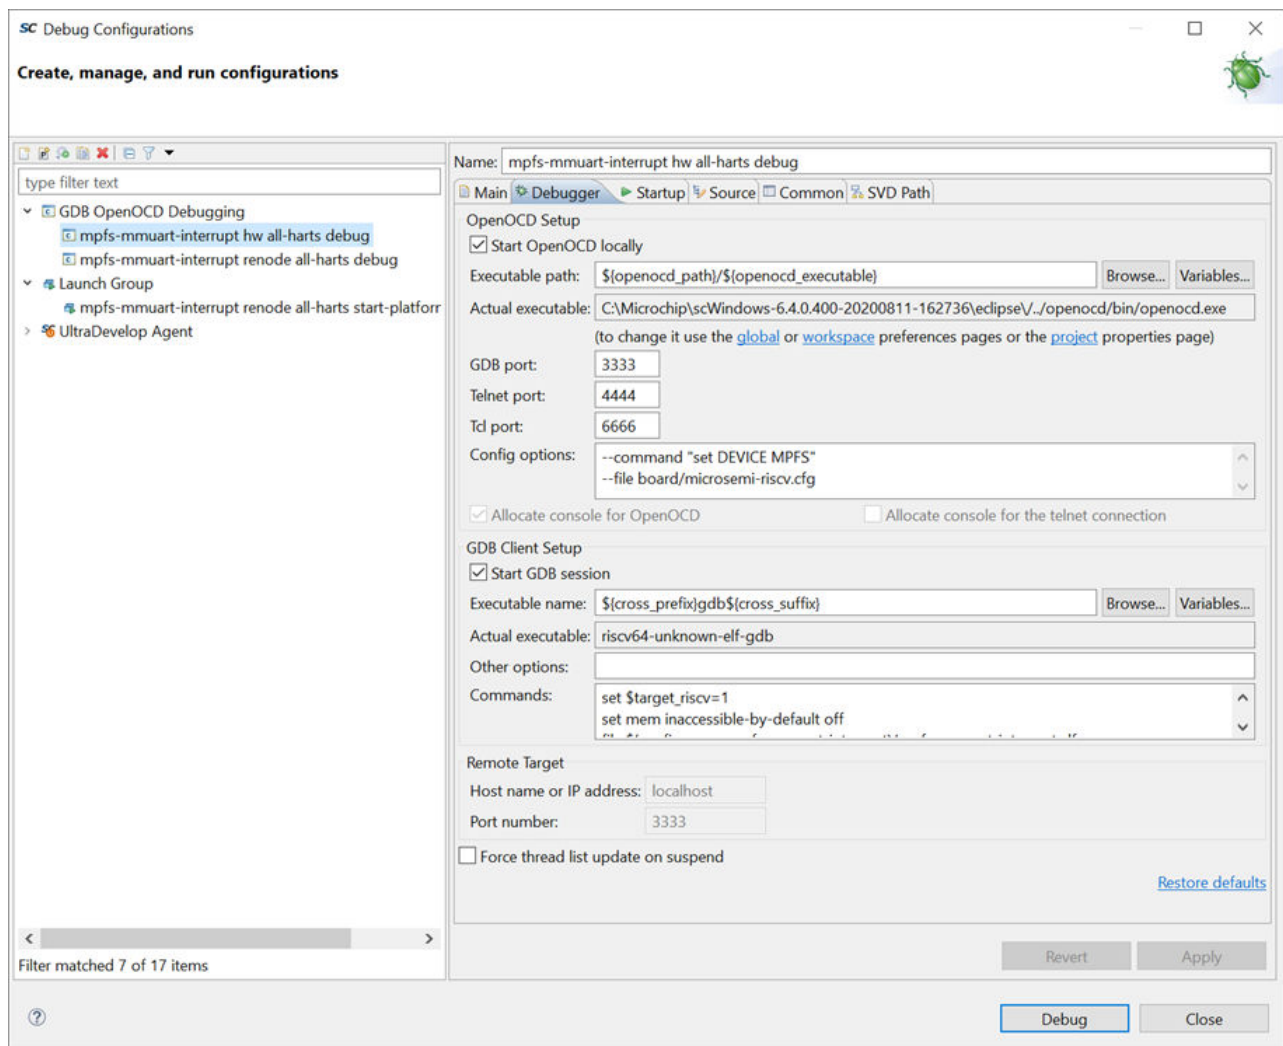 SC Debug Configurations
Create, manage, and run configurations
type filter text
GDB OpenOCD Debugging
mpfs-mmuart-interrupt hw all-harts debug
mpfs-mmuart-interrupt renode all-harts debug
Launch Group
mpfs-mmuart-interrupt renode all-harts start-platforr
UltraDevelop Agent
Filter matched 7 of 17 items
Name: mpfs-mmuart-interrupt hw all-harts debug
Main Debugger Startup Source Common SVD Path
OpenOCD Setup
Start OpenOCD locally
Executable path: ${openocd_path}/${openocd_executable} Browse... Variables...
Actual executable: C:\Microchip\scWindows-6.4.0.400-20200811-162736\eclipse\/../openocd/bin/openocd.exe
(to change it use the global or workspace preferences pages or the project properties page)
GDB port: 3333
Telnet port: 4444
Tcl port: 6666
Config options: --command "set DEVICE MPFS"
--file board/microsemi-riscv.cfg
Allocate console for OpenOCD Allocate console for the telnet connection
GDB Client Setup
Start GDB session
Executable name: ${cross_prefix}gdb${cross_suffix} Browse... Variables...
Actual executable: riscv64-unknown-elf-gdb
Other options:
Commands: set $target_riscv=1
set mem inaccessible-by-default off
Remote Target
Host name or IP address: localhost
Port number: 3333
Force thread list update on suspend
Restore defaults
Revert Apply
Debug Close